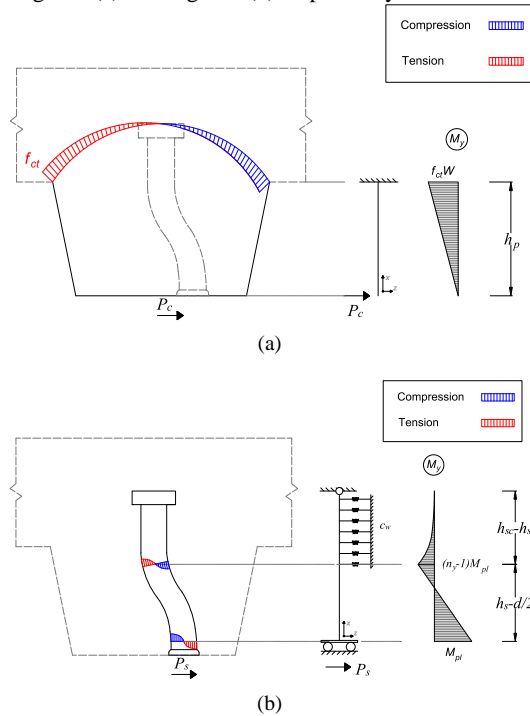 Compression
Tension
M_y
f_ct
f_ctW
h_p
x
z
P_c
P_c
(a)
Compression
Tension
M_y
c_w
h_sc-h_s
(n_y-1)M_pl
h_s-d/2
x
z
P_s
P_s
M_pl
(b)